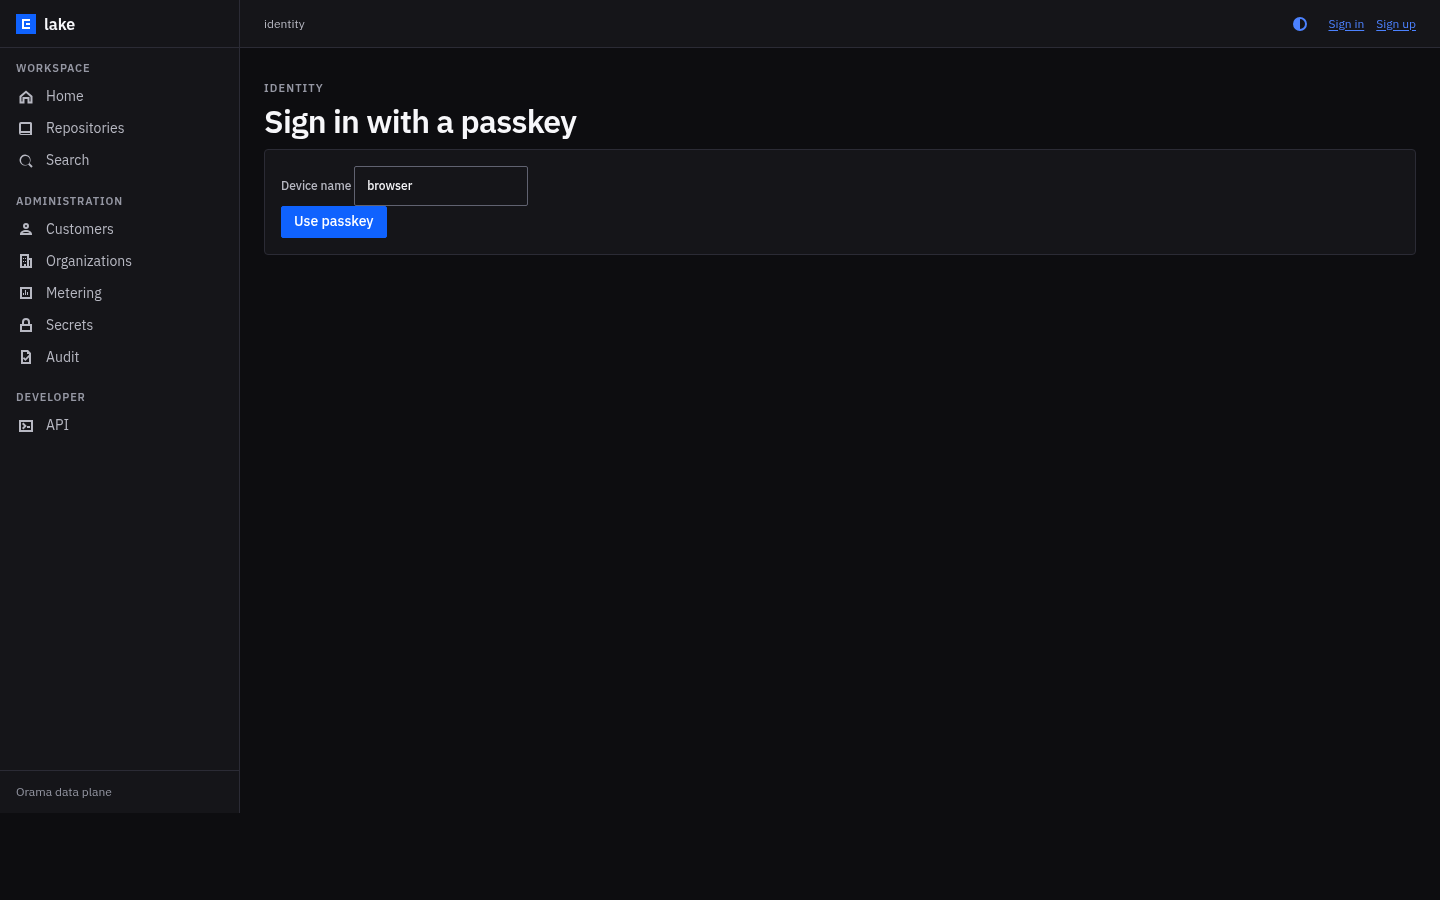 lake
identity
Sign in
Sign up
WORKSPACE
Home
Repositories
Search
ADMINISTRATION
Customers
Organizations
Metering
Secrets
Audit
DEVELOPER
API
Orama data plane
IDENTITY
Sign in with a passkey
Device name browser
Use passkey